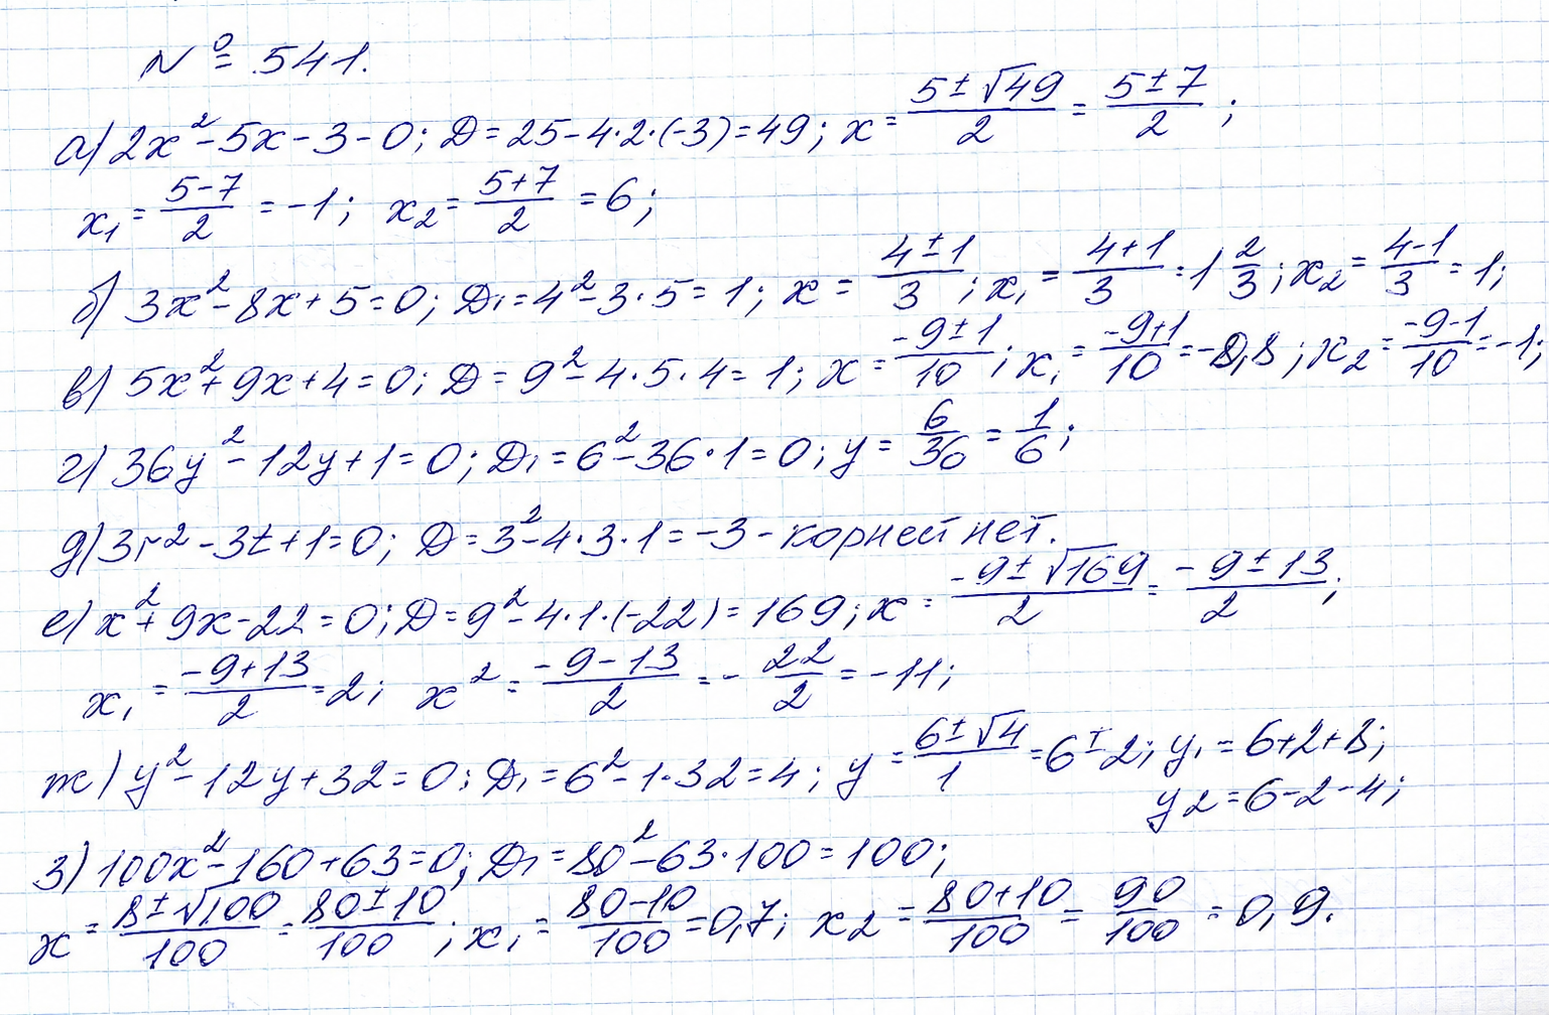 № 541.
а) 2x² - 5x - 3 - 0; D = 25 - 4·2·(-3) = 49; x = (5 ± √49)/2 = (5 ± 7)/2;
x₁ = (5-7)/2 = -1; x₂ = (5+7)/2 = 6;
б) 3x² - 8x + 5 = 0; D₁ = 4² - 3·5 = 1; x = (4 ± 1)/3; x₁ = (4+1)/3 = 1 2/3; x₂ = (4-1)/3 = 1;
в) 5x² + 9x + 4 = 0; D = 9² - 4·5·4 = 1; x = (-9 ± 1)/10; x₁ = (-9+1)/10 = -0,8; x₂ = (-9-1)/10 = -1;
г) 36y² - 12y + 1 = 0; D₁ = 6² - 36·1 = 0; y = 6/36 = 1/6;
д) 3t² - 3t + 1 = 0; D = 3² - 4·3·1 = -3 - корней нет.
е) x² + 9x - 22 = 0; D = 9² - 4·1·(-22) = 169; x = (-9 ± √169)/2 = (-9 ± 13)/2;
x₁ = (-9+13)/2 = 2; x² = (-9-13)/2 = -22/2 = -11;
ж) y² - 12y + 32 = 0; D₁ = 6² - 1·32 = 4; y = (6 ± √4)/1 = 6 ± 2; y₁ = 6+2+8;
y2 = 6-2-4;
з) 100x² - 160 + 63 = 0; D₁ = 80² - 63·100 = 100;
x = (8 ± √100)/100 = (80 ± 10)/100; x₁ = (80-10)/100 = 0,7; x₂ = (80+10)/100 = 90/100 = 0,9.